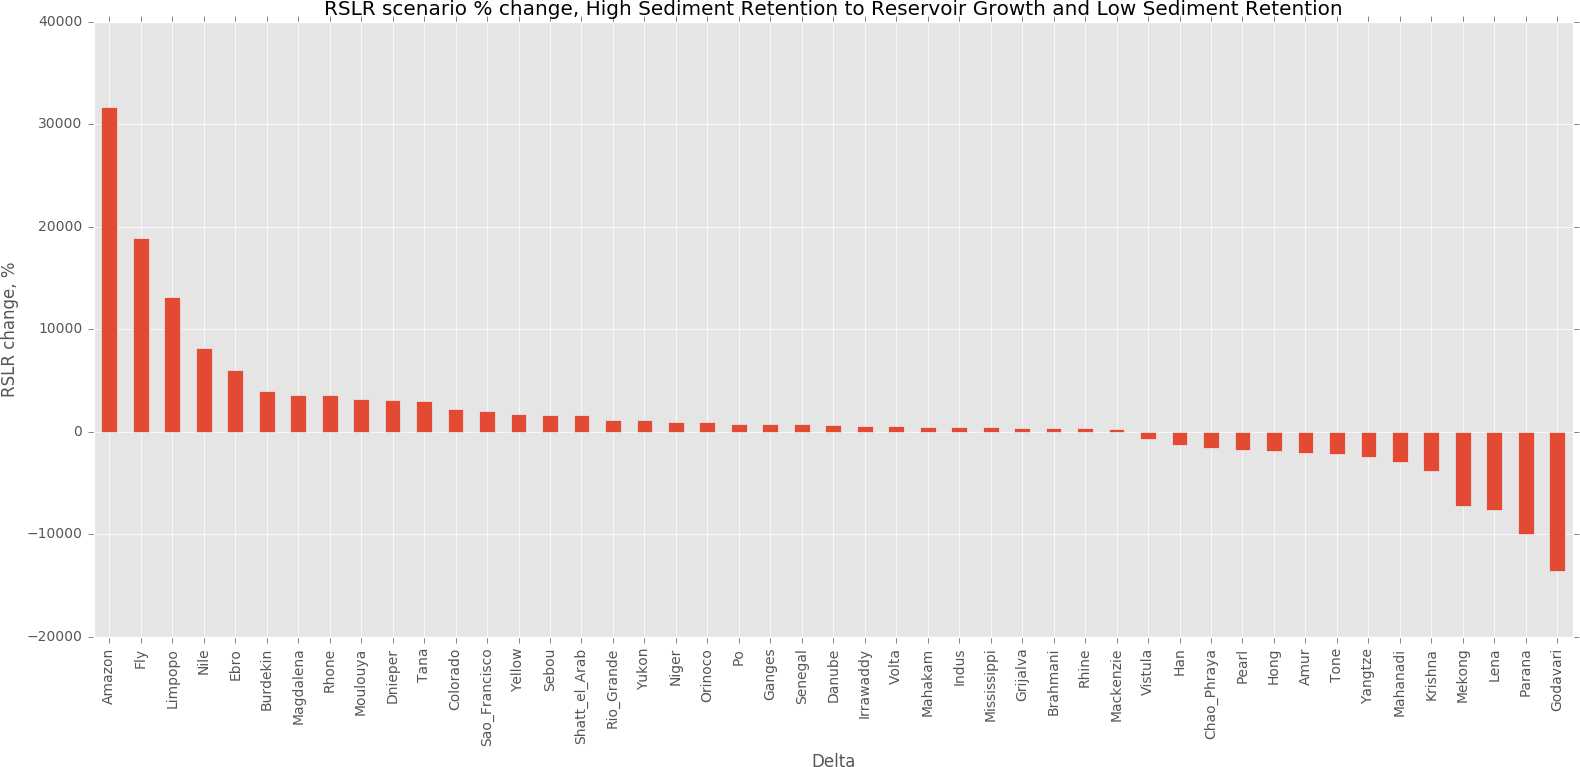 RSLR scenario % change, High Sediment Retention to Reservoir Growth and Low Sediment Retention
40000
30000
20000
10000
0
−10000
−20000
RSLR change, %
Amazon
Fly
Limpopo
Nile
Ebro
Burdekin
Magdalena
Rhone
Moulouya
Dnieper
Tana
Colorado
Sao_Francisco
Yellow
Sebou
Shatt_el_Arab
Rio_Grande
Yukon
Niger
Orinoco
Po
Ganges
Senegal
Danube
Irrawaddy
Volta
Mahakam
Indus
Mississippi
Grijalva
Brahmani
Rhine
Mackenzie
Vistula
Han
Chao_Phraya
Pearl
Hong
Amur
Tone
Yangtze
Mahanadi
Krishna
Mekong
Lena
Parana
Godavari
Delta